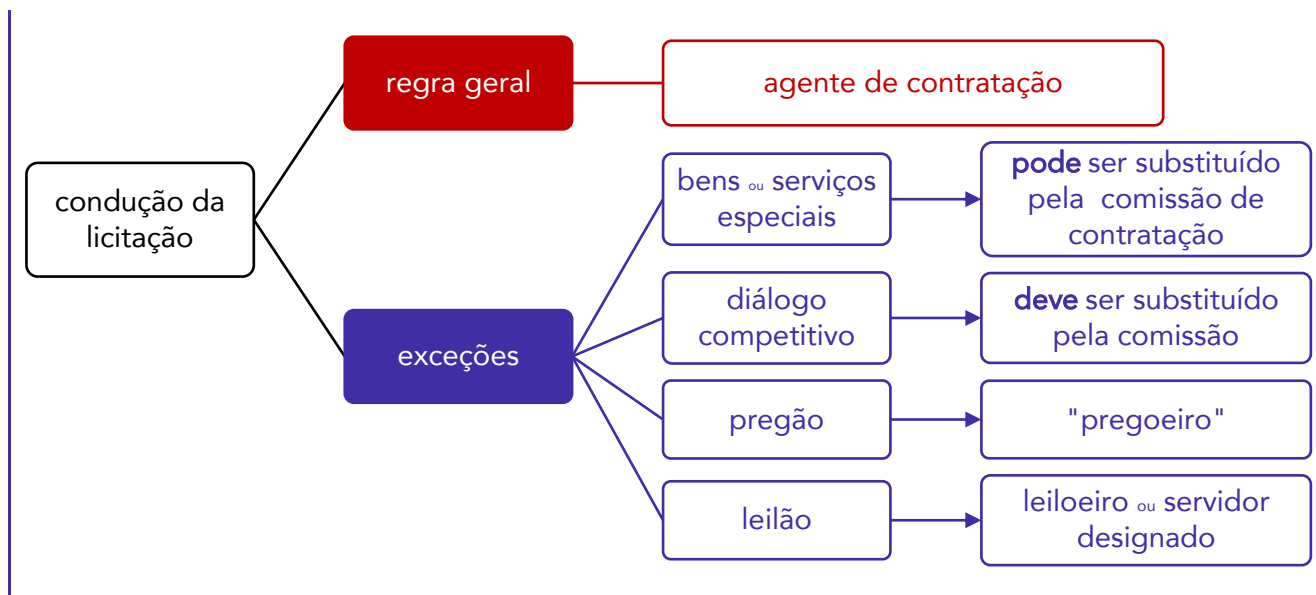 condução da
licitação
regra geral
agente de contratação
exceções
bens ou serviços
especiais
pode ser substituído
pela comissão de
contratação
diálogo
competitivo
deve ser substituído
pela comissão
pregão
"pregoeiro"
leilão
leiloeiro ou servidor
designado